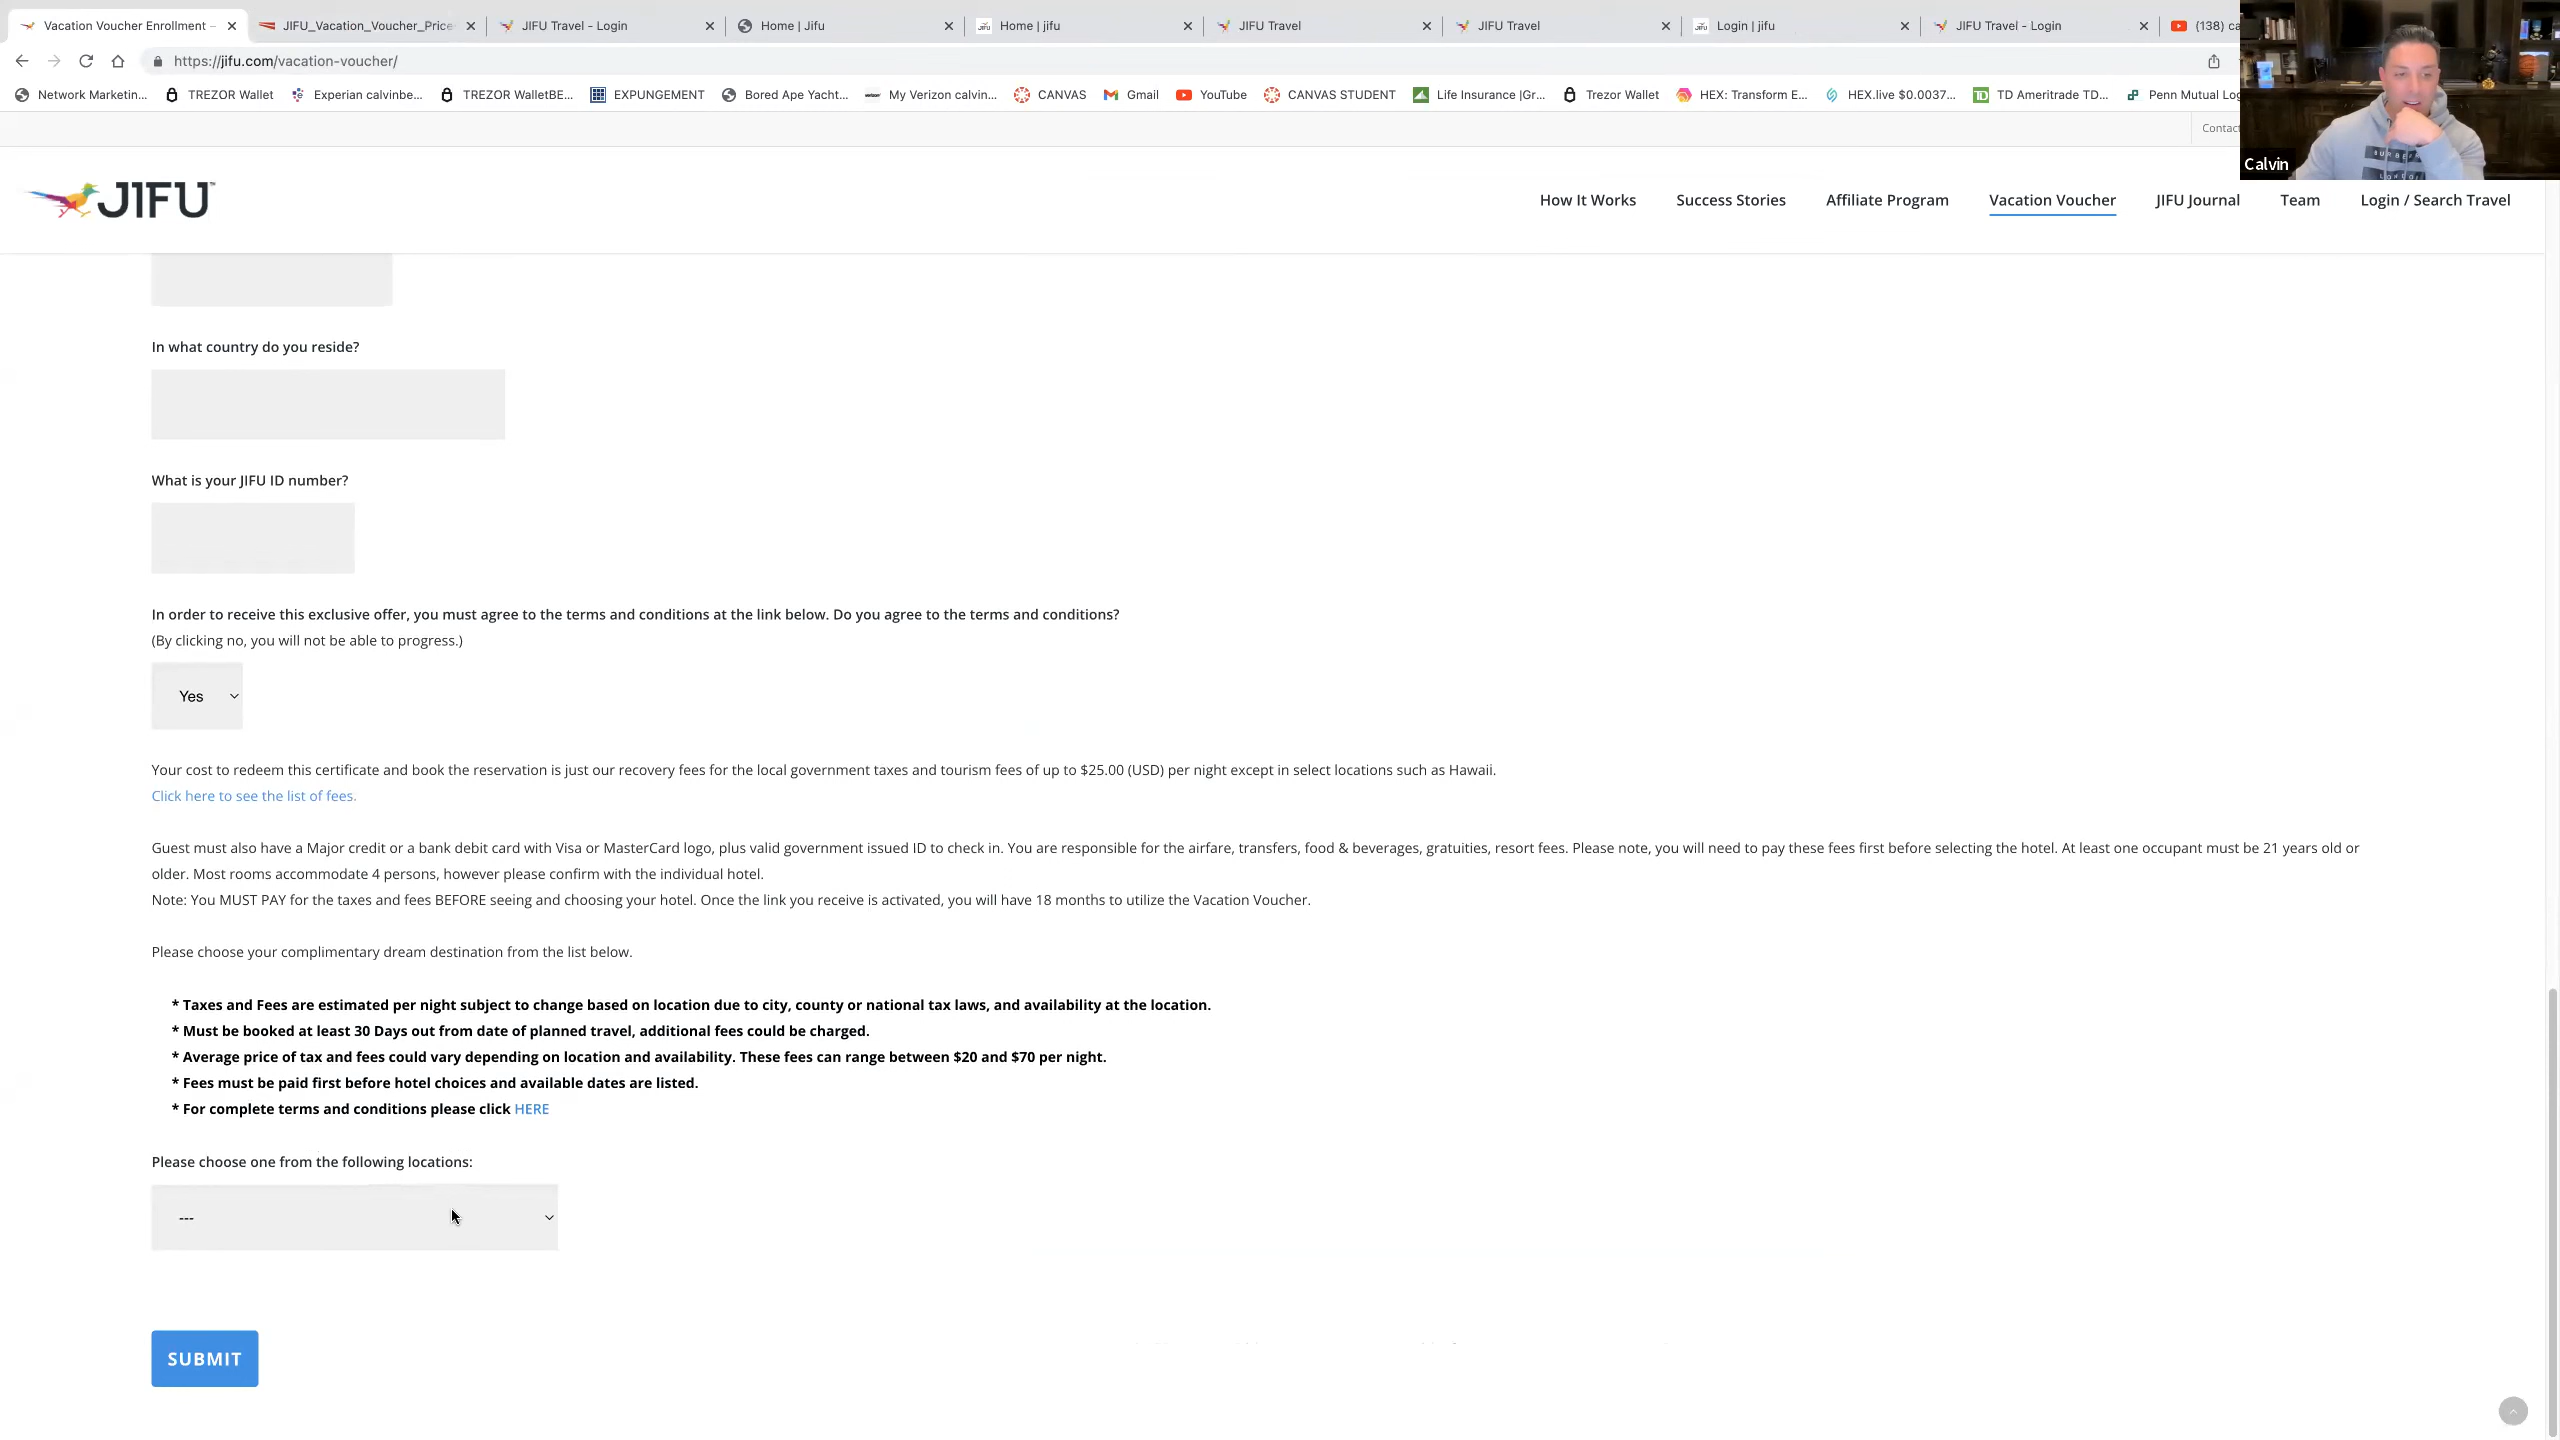 Vacation Voucher Enrollment –
JIFU_Vacation_Voucher_Price
JIFU Travel - Login
Home | Jifu
Home | jifu
JIFU Travel
JIFU Travel
Login | jifu
JIFU Travel - Login
(138) ca
https://jifu.com/vacation-voucher/
Network Marketin...
TREZOR Wallet
Experian calvinbe...
TREZOR WalletBE...
EXPUNGEMENT
Bored Ape Yacht...
My Verizon calvin...
CANVAS
Gmail
YouTube
CANVAS STUDENT
Life Insurance |Gr...
Trezor Wallet
HEX: Transform E...
HEX.live $0.0037...
TD Ameritrade TD...
Penn Mutual Log
Contact
Calvin
JIFU™
How It Works
Success Stories
Affiliate Program
Vacation Voucher
JIFU Journal
Team
Login / Search Travel
In what country do you reside?
What is your JIFU ID number?
In order to receive this exclusive offer, you must agree to the terms and conditions at the link below. Do you agree to the terms and conditions?
(By clicking no, you will not be able to progress.)
Yes
Your cost to redeem this certificate and book the reservation is just our recovery fees for the local government taxes and tourism fees of up to $25.00 (USD) per night except in select locations such as Hawaii.
Click here to see the list of fees.
Guest must also have a Major credit or a bank debit card with Visa or MasterCard logo, plus valid government issued ID to check in. You are responsible for the airfare, transfers, food & beverages, gratuities, resort fees. Please note, you will need to pay these fees first before selecting the hotel. At least one occupant must be 21 years old or
older. Most rooms accommodate 4 persons, however please confirm with the individual hotel.
Note: You MUST PAY for the taxes and fees BEFORE seeing and choosing your hotel. Once the link you receive is activated, you will have 18 months to utilize the Vacation Voucher.
Please choose your complimentary dream destination from the list below.
* Taxes and Fees are estimated per night subject to change based on location due to city, county or national tax laws, and availability at the location.
* Must be booked at least 30 Days out from date of planned travel, additional fees could be charged.
* Average price of tax and fees could vary depending on location and availability. These fees can range between $20 and $70 per night.
* Fees must be paid first before hotel choices and available dates are listed.
* For complete terms and conditions please click HERE
Please choose one from the following locations:
---
SUBMIT